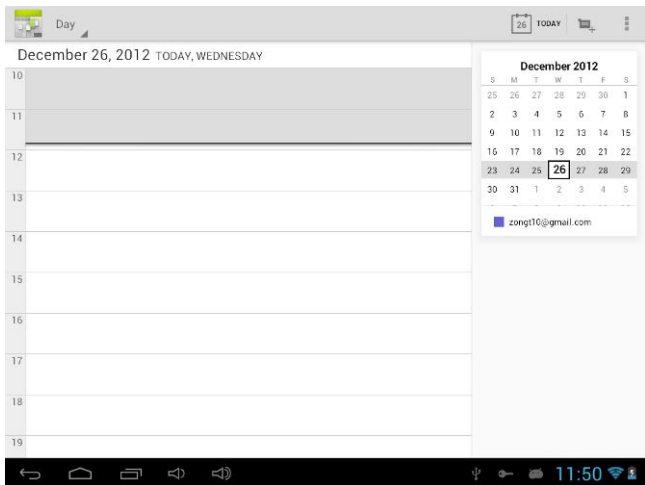 Day
26 TODAY
December 26, 2012 TODAY, WEDNESDAY
10
11
12
13
14
15
16
17
18
19
December 2012
S M T W T F S
25 26 27 28 29 30 1
2 3 4 5 6 7 8
9 10 11 12 13 14 15
16 17 18 19 20 21 22
23 24 25 26 27 28 29
30 31 1 2 3 4 5
zongt10@gmail.com
11:50